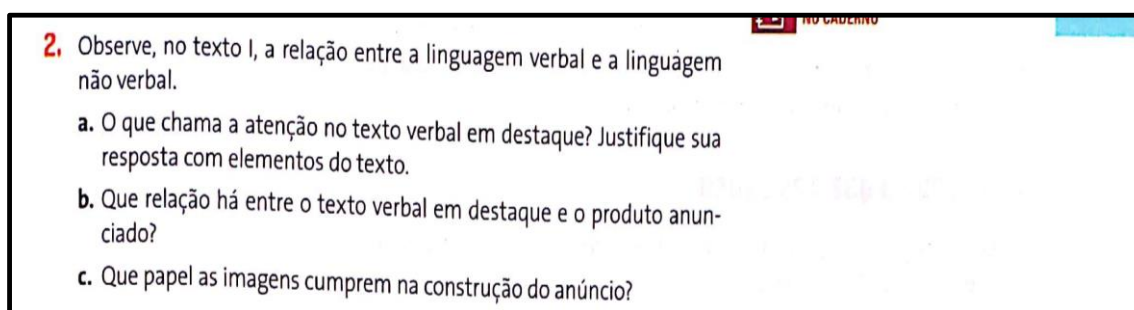 NO CADERNO
2. Observe, no texto I, a relação entre a linguagem verbal e a linguagem
não verbal.
a. O que chama a atenção no texto verbal em destaque? Justifique sua
resposta com elementos do texto.
b. Que relação há entre o texto verbal em destaque e o produto anun-
ciado?
c. Que papel as imagens cumprem na construção do anúncio?